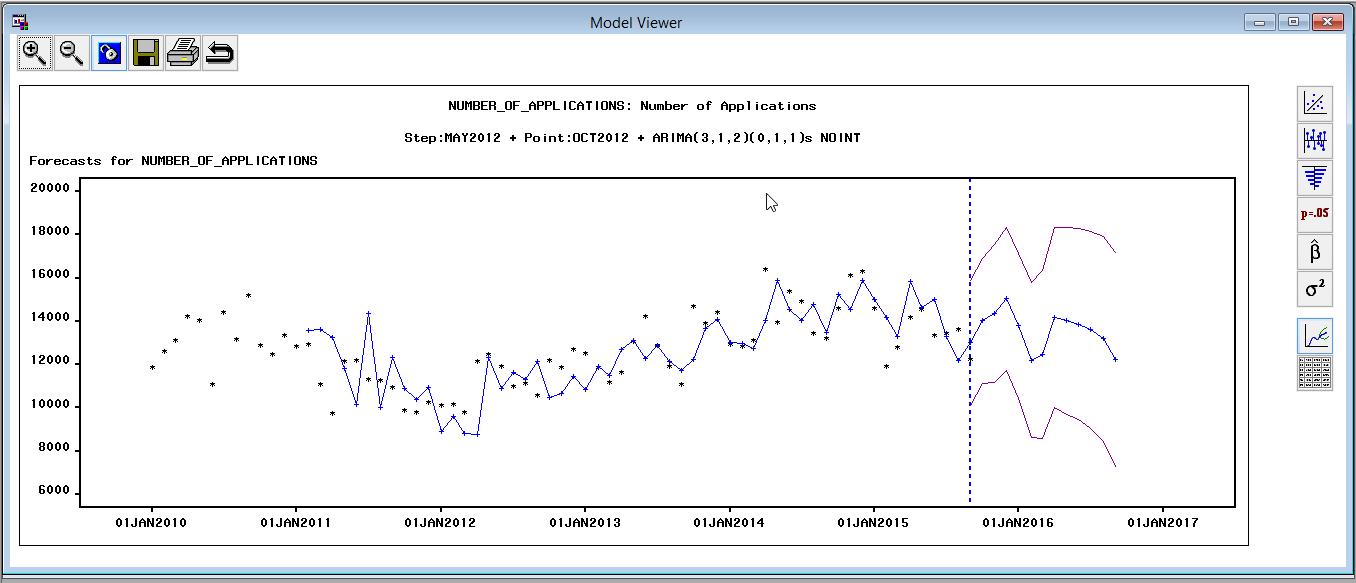 Model Viewer
NUMBER_OF_APPLICATIONS: Number of Applications
Step:MAY2012 + Point:OCT2012 + ARIMA(3,1,2)(0,1,1)s NOINT
Forecasts for NUMBER_OF_APPLICATIONS
20000
18000
16000
14000
12000
10000
8000
6000
01JAN2010 01JAN2011 01JAN2012 01JAN2013 01JAN2014 01JAN2015 01JAN2016 01JAN2017
p=.05
β̂
σ²